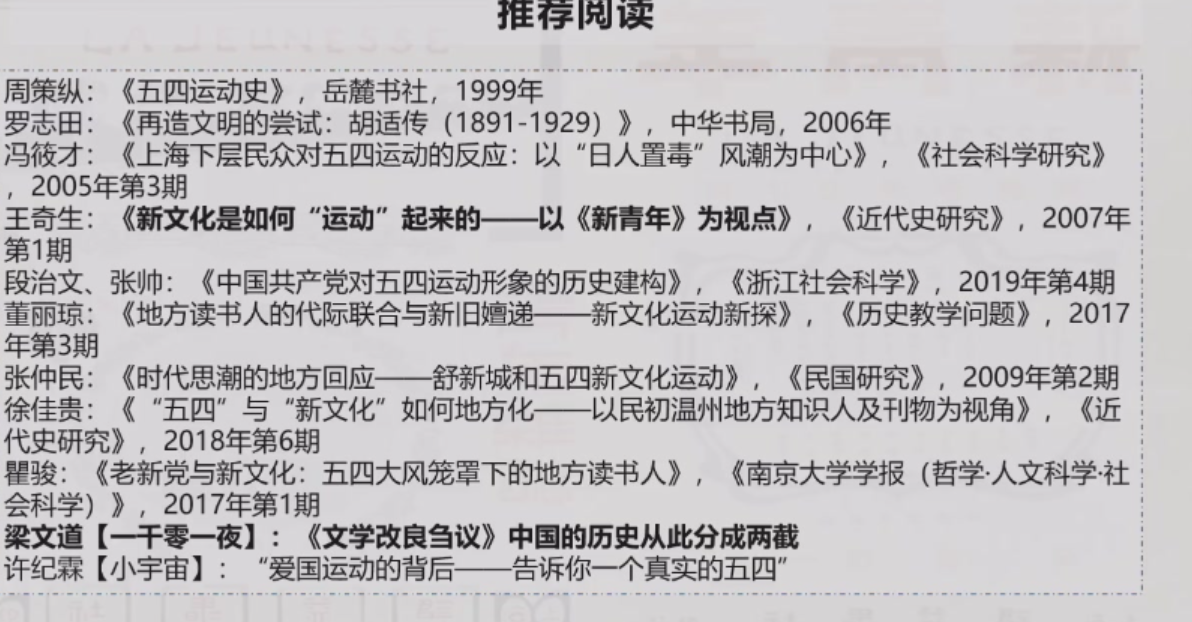 推荐阅读
周策纵：《五四运动史》，岳麓书社，1999年
罗志田：《再造文明的尝试：胡适传（1891-1929）》，中华书局，2006年
冯筱才：《上海下层民众对五四运动的反应：以“日人置毒”风潮为中心》，《社会科学研究》
，2005年第3期
王奇生：《新文化是如何“运动”起来的——以《新青年》为视点》，《近代史研究》，2007年
第1期
段治文、张帅：《中国共产党对五四运动形象的历史建构》，《浙江社会科学》，2019年第4期
董丽琼：《地方读书人的代际联合与新旧嬗递——新文化运动新探》，《历史教学问题》，2017
年第3期
张仲民：《时代思潮的地方回应——舒新城和五四新文化运动》，《民国研究》，2009年第2期
徐佳贵：《“五四”与“新文化”如何地方化——以民初温州地方知识人及刊物为视角》，《近
代史研究》，2018年第6期
瞿骏：《老新党与新文化：五四大风笼罩下的地方读书人》，《南京大学学报（哲学·人文科学·社
会科学）》，2017年第1期
梁文道【一千零一夜】：《文学改良刍议》中国的历史从此分成两截
许纪霖【小宇宙】：“爱国运动的背后——告诉你一个真实的五四”